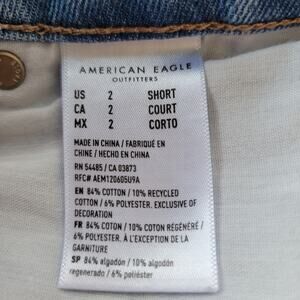 AMERICAN EAGLE
OUTFITTERS
US 2 SHORT
CA 2 COURT
MX 2 CORTO
MADE IN CHINA / FABRIQUÉ EN
CHINE / HECHO EN CHINA
RN 54485 / CA 03873
RFC# AEM120605U9A
EN 84% COTTON / 10% RECYCLED
COTTON / 6% POLYESTER. EXCLUSIVE OF
DECORATION
FR 84% COTON / 10% COTON RÉGÉNÉRÉ /
6% POLYESTER. À L'EXCEPTION DE LA
GARNITURE
SP 84% algodón / 10% algodón
regenerado / 6% poliéster